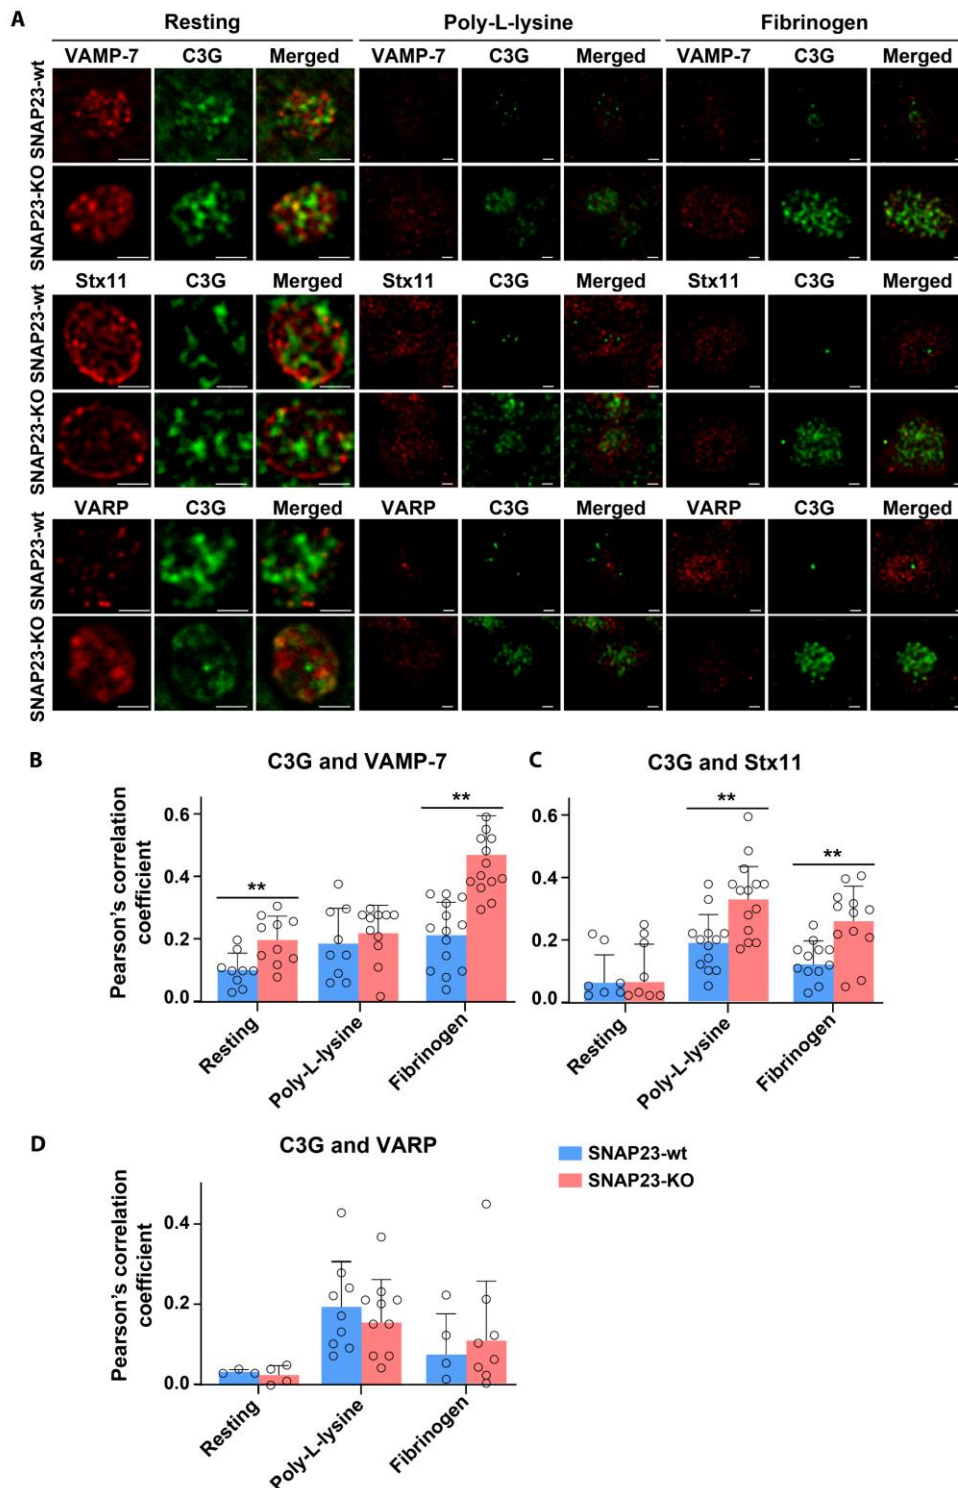 A
Resting Poly-L-lysine Fibrinogen
VAMP-7 C3G Merged VAMP-7 C3G Merged VAMP-7 C3G Merged
SNAP23-wt
SNAP23-KO
Stx11 C3G Merged Stx11 C3G Merged Stx11 C3G Merged
SNAP23-wt
SNAP23-KO
VARP C3G Merged VARP C3G Merged VARP C3G Merged
SNAP23-wt
SNAP23-KO
B
C3G and VAMP-7
Pearson's correlation
coefficient
0.6
0.4
0.2
0.0
**
**
Resting
Poly-L-lysine
Fibrinogen
C
C3G and Stx11
0.6
0.4
0.2
0.0
**
**
Resting
Poly-L-lysine
Fibrinogen
D
C3G and VARP
Pearson's correlation
coefficient
0.4
0.2
0.0
Resting
Poly-L-lysine
Fibrinogen
SNAP23-wt
SNAP23-KO